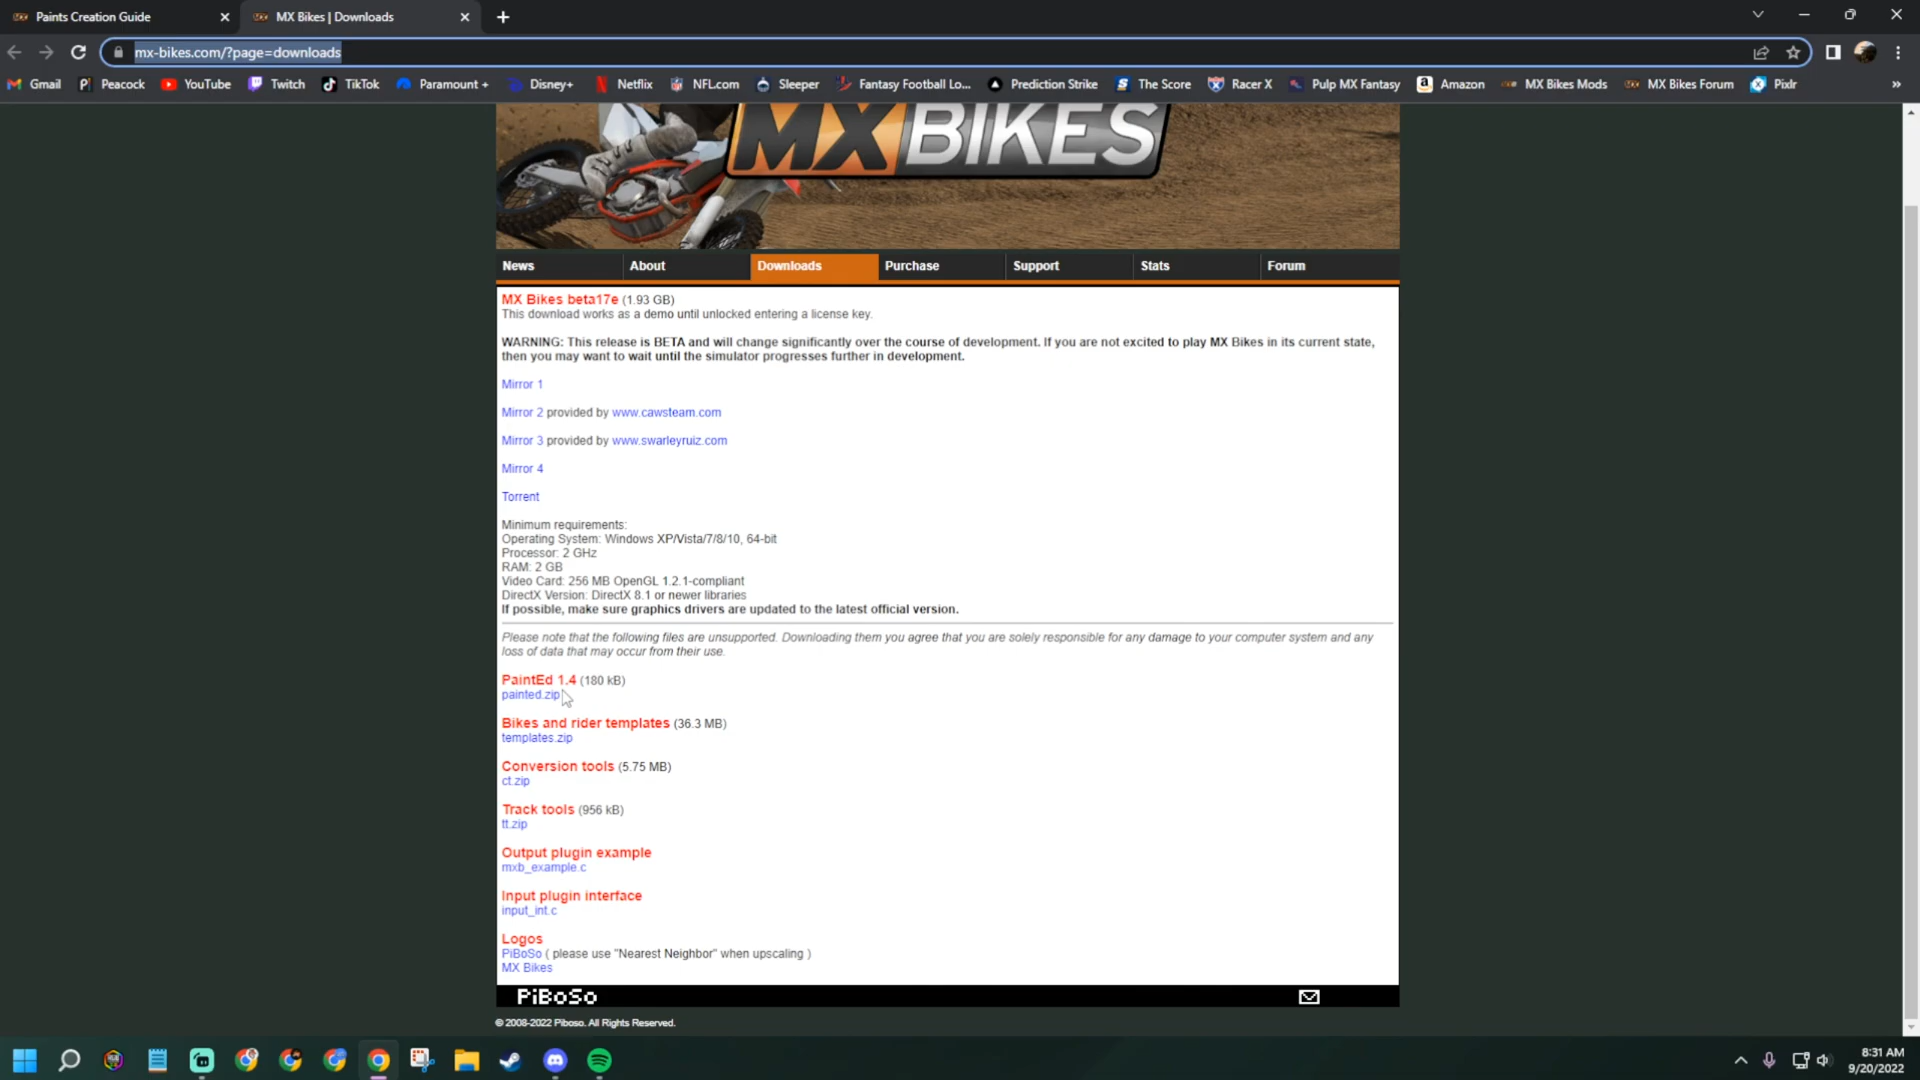 Paints Creation Guide
MX Bikes | Downloads
mx-bikes.com/?page=downloads
Gmail
Peacock
YouTube
Twitch
TikTok
Paramount +
Disney+
Netflix
NFL.com
Sleeper
Fantasy Football Lo...
Prediction Strike
The Score
Racer X
Pulp MX Fantasy
Amazon
MX Bikes Mods
MX Bikes Forum
Pixlr
»
MXBIKES
News
About
Downloads
Purchase
Support
Stats
Forum
MX Bikes beta17e (1.93 GB)
This download works as a demo until unlocked entering a license key.
WARNING: This release is BETA and will change significantly over the course of development. If you are not excited to play MX Bikes in its current state,
then you may want to wait until the simulator progresses further in development.
Mirror 1
Mirror 2 provided by www.cawsteam.com
Mirror 3 provided by www.swarleyruiz.com
Mirror 4
Torrent
Minimum requirements:
Operating System: Windows XP/Vista/7/8/10, 64-bit
Processor: 2 GHz
RAM: 2 GB
Video Card: 256 MB OpenGL 1.2.1-compliant
DirectX Version: DirectX 8.1 or newer libraries
If possible, make sure graphics drivers are updated to the latest official version.
Please note that the following files are unsupported. Downloading them you agree that you are solely responsible for any damage to your computer system and any
loss of data that may occur from their use.
PaintEd 1.4 (180 kB)
painted.zip
Bikes and rider templates (36.3 MB)
templates.zip
Conversion tools (5.75 MB)
ct.zip
Track tools (956 kB)
tt.zip
Output plugin example
mxb_example.c
Input plugin interface
input_int.c
Logos
PiBoSo ( please use "Nearest Neighbor" when upscaling )
MX Bikes
PiBoSo
© 2008-2022 Piboso. All Rights Reserved.
8:31 AM
9/20/2022